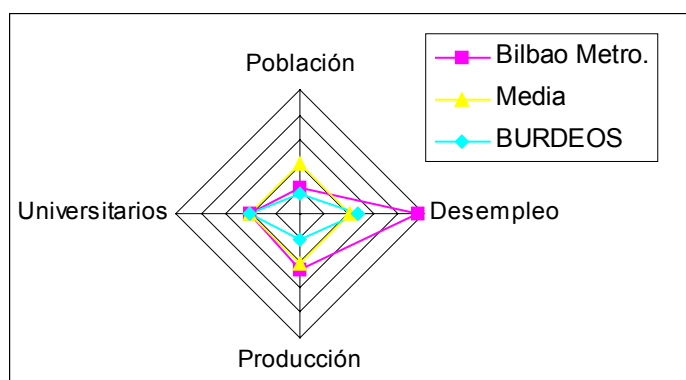 Población
Bilbao Metro.
Media
BURDEOS
Universitarios
Desempleo
Producción